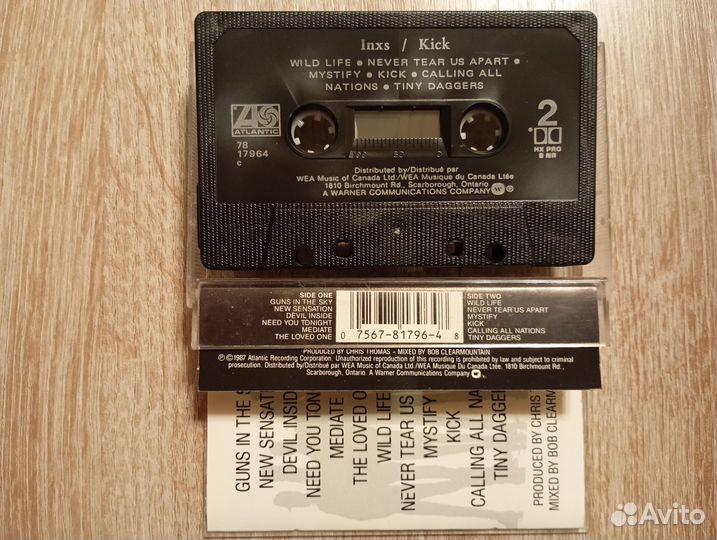 Inxs / Kick
WILD LIFE • NEVER TEAR US APART •
MYSTIFY • KICK • CALLING ALL
NATIONS • TINY DAGGERS
ATLANTIC
78
17964
C
2
HX PRO
B NR
Distributed by/Distribué par
WEA Music of Canada Ltd./WEA Musique du Canada Ltée
1810 Birchmount Rd., Scarborough, Ontario
A WARNER COMMUNICATIONS COMPANY
SIDE ONE
GUNS IN THE SKY
NEW SENSATION
DEVIL INSIDE
NEED YOU TONIGHT
MEDIATE
THE LOVED ONE
0 7567-81796-4 8
SIDE TWO
WILD LIFE
NEVER TEAR US APART
MYSTIFY
KICK
CALLING ALL NATIONS
TINY DAGGERS
PRODUCED BY CHRIS THOMAS – MIXED BY BOB CLEARMOUNTAIN
℗©1987 Atlantic Recording Corporation. Unauthorized reproduction of this recording is prohibited by law and subject to criminal
prosecution. Distributed by/Distribué par WEA Music of Canada Ltd./WEA Musique Du Canada Ltée. 1810 Birchmount Rd.,
Scarborough, Ontario. A Warner Communications Company
GUNS IN THE S
NEW SENSAT
DEVIL INSID
NEED YOU TON
MEDIATE
THE LOVED O
WILD LIFE
NEVER TEAR US
MYSTIFY
KICK
CALLING ALL NA
TINY DAGGER
PRODUCED BY CHRIS
MIXED BY BOB CLEARM
Avito